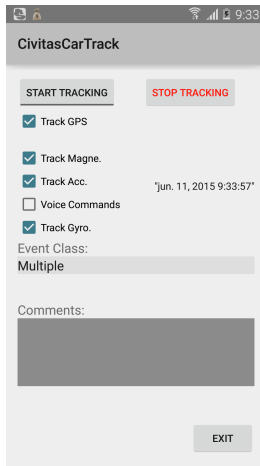 9:33
CivitasCarTrack
START TRACKING
STOP TRACKING
Track GPS
Track Magne.
Track Acc.
"jun. 11, 2015 9:33:57"
Voice Commands
Track Gyro.
Event Class:
Multiple
Comments:
EXIT